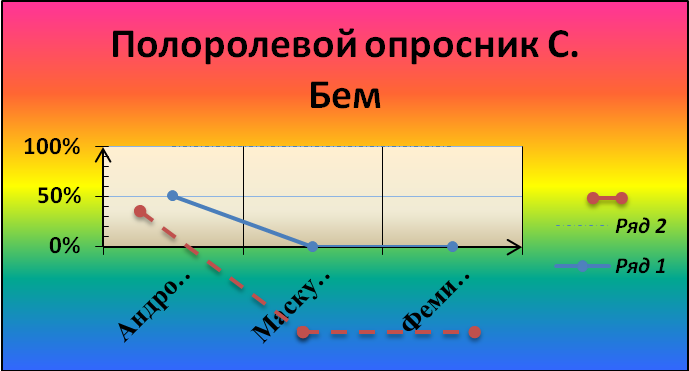 Полоролевой опросник С.
Бем
100%
50%
0%
Андро..
Маску..
Феми..
Ряд 2
Ряд 1